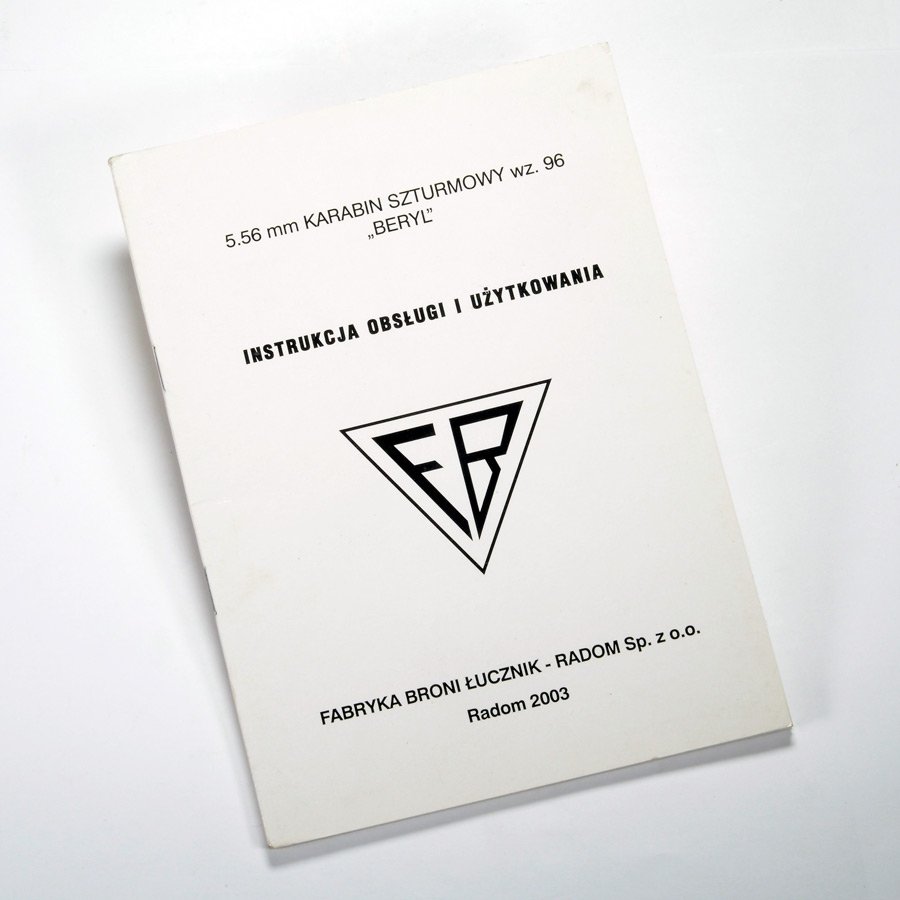 5.56 mm KARABIN SZTURMOWY wz. 96
„BERYL”
INSTRUKCJA OBSŁUGI I UŻYTKOWANIA
FB
FABRYKA BRONI ŁUCZNIK - RADOM Sp. z o.o.
Radom 2003